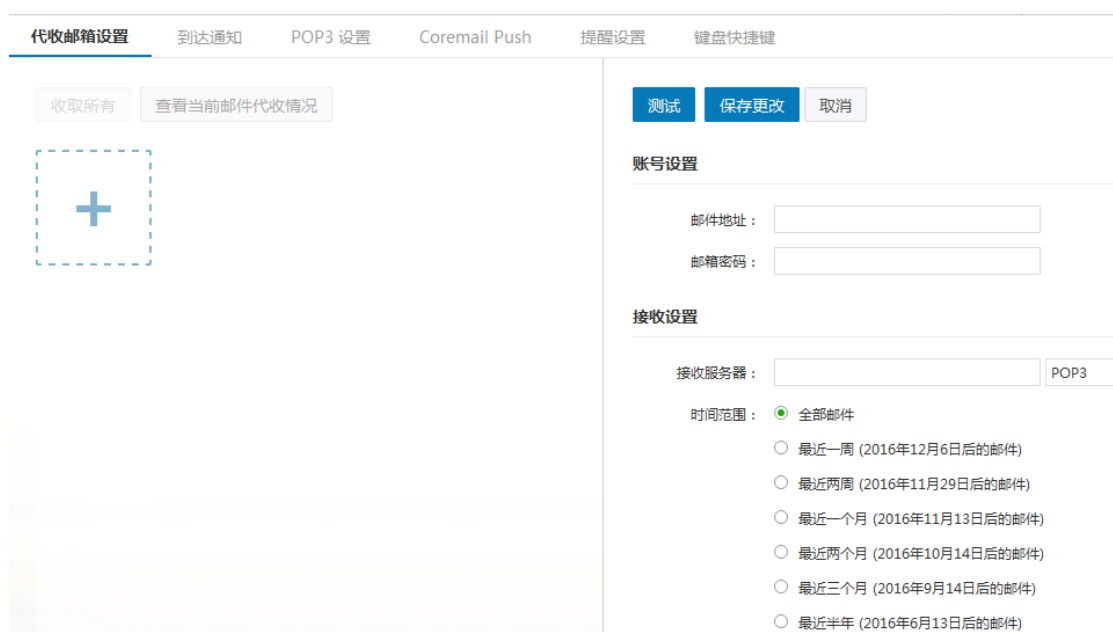 代收邮箱设置 到达通知 POP3 设置 Coremail Push 提醒设置 键盘快捷键
收取所有 查看当前邮件代收情况
测试 保存更改 取消
账号设置
邮件地址：
邮箱密码：
接收设置
接收服务器： POP3
时间范围： 全部邮件
最近一周 (2016年12月6日后的邮件)
最近两周 (2016年11月29日后的邮件)
最近一个月 (2016年11月13日后的邮件)
最近两个月 (2016年10月14日后的邮件)
最近三个月 (2016年9月14日后的邮件)
最近半年 (2016年6月13日后的邮件)